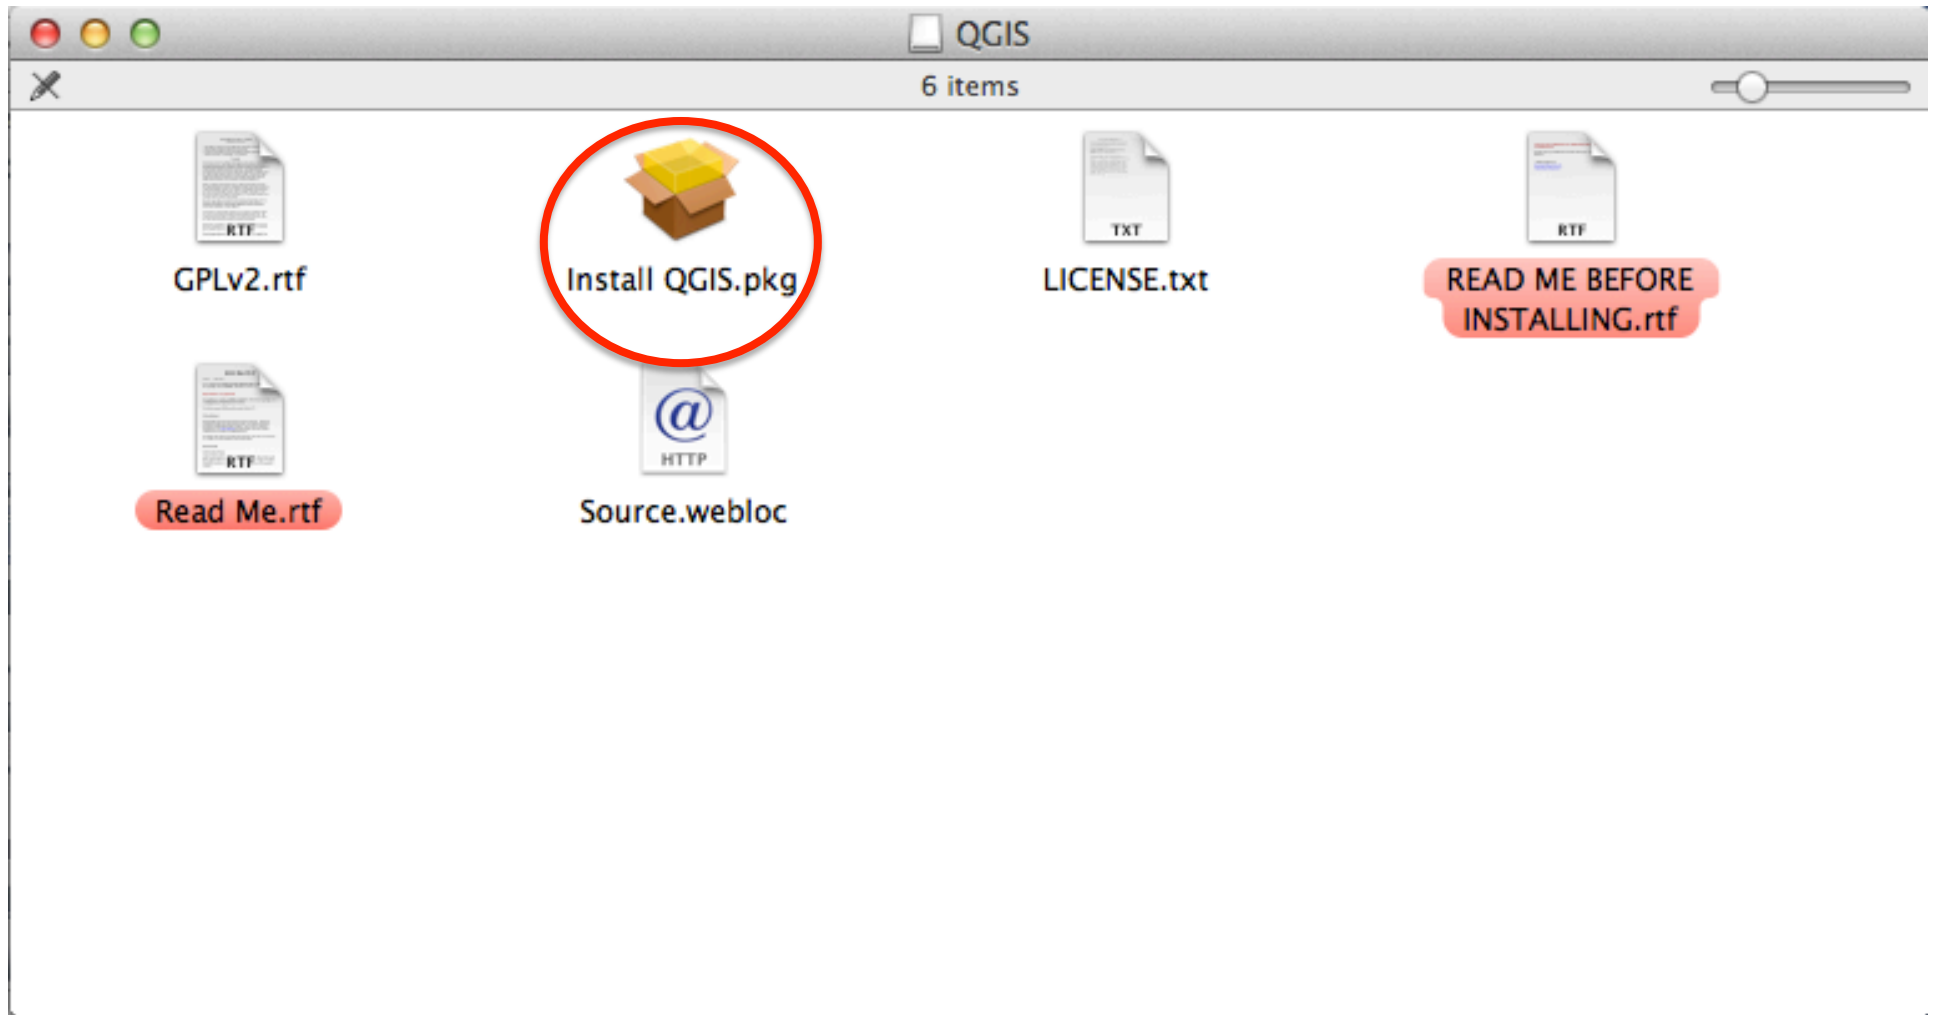 QGIS
6 items
RTF
GPLv2.rtf
Install QGIS.pkg
TXT
LICENSE.txt
RTF
READ ME BEFORE
INSTALLING.rtf
RTF
Read Me.rtf
@
HTTP
Source.webloc